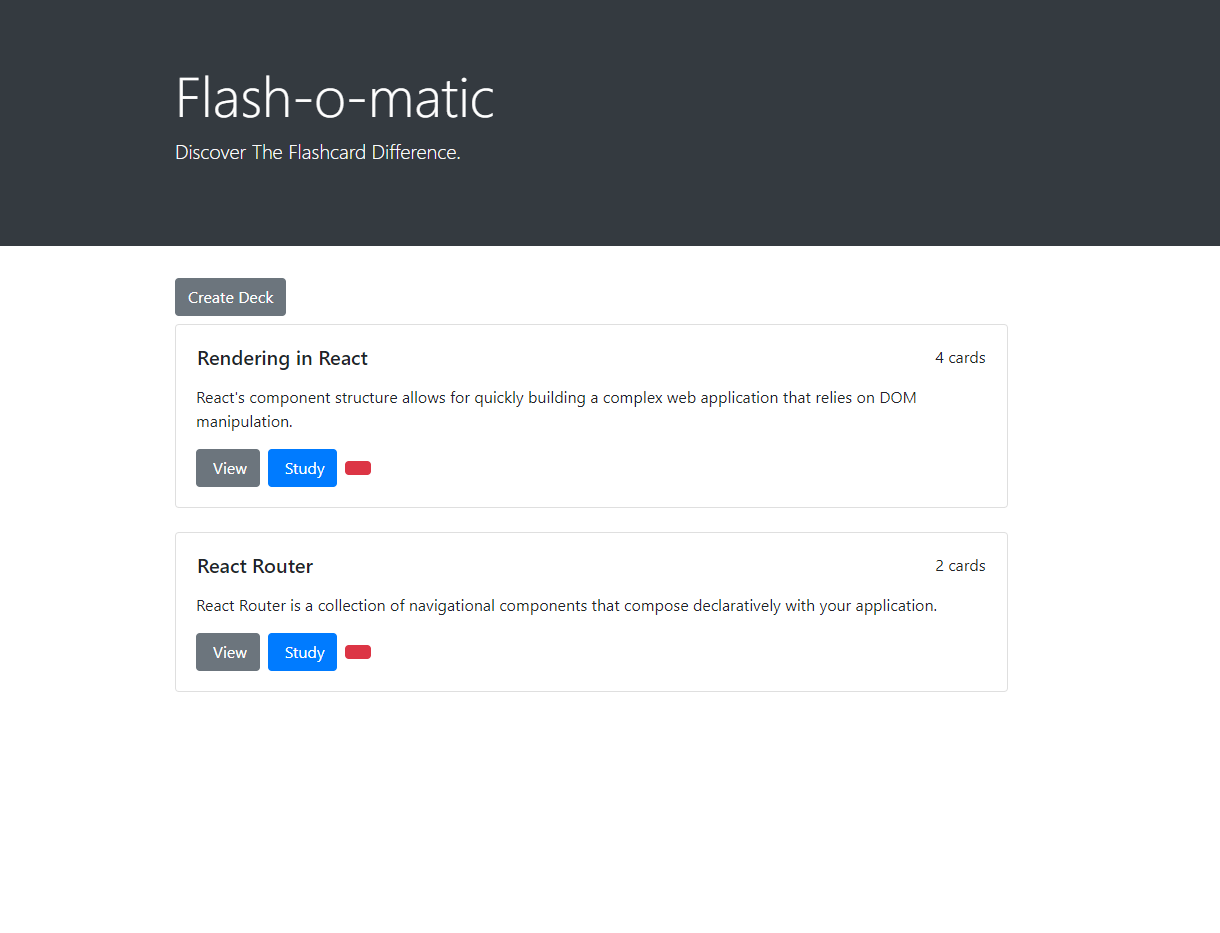 Flash-o-matic
Discover The Flashcard Difference.
Create Deck
Rendering in React
4 cards
React's component structure allows for quickly building a complex web application that relies on DOM
manipulation.
View
Study
React Router
2 cards
React Router is a collection of navigational components that compose declaratively with your application.
View
Study